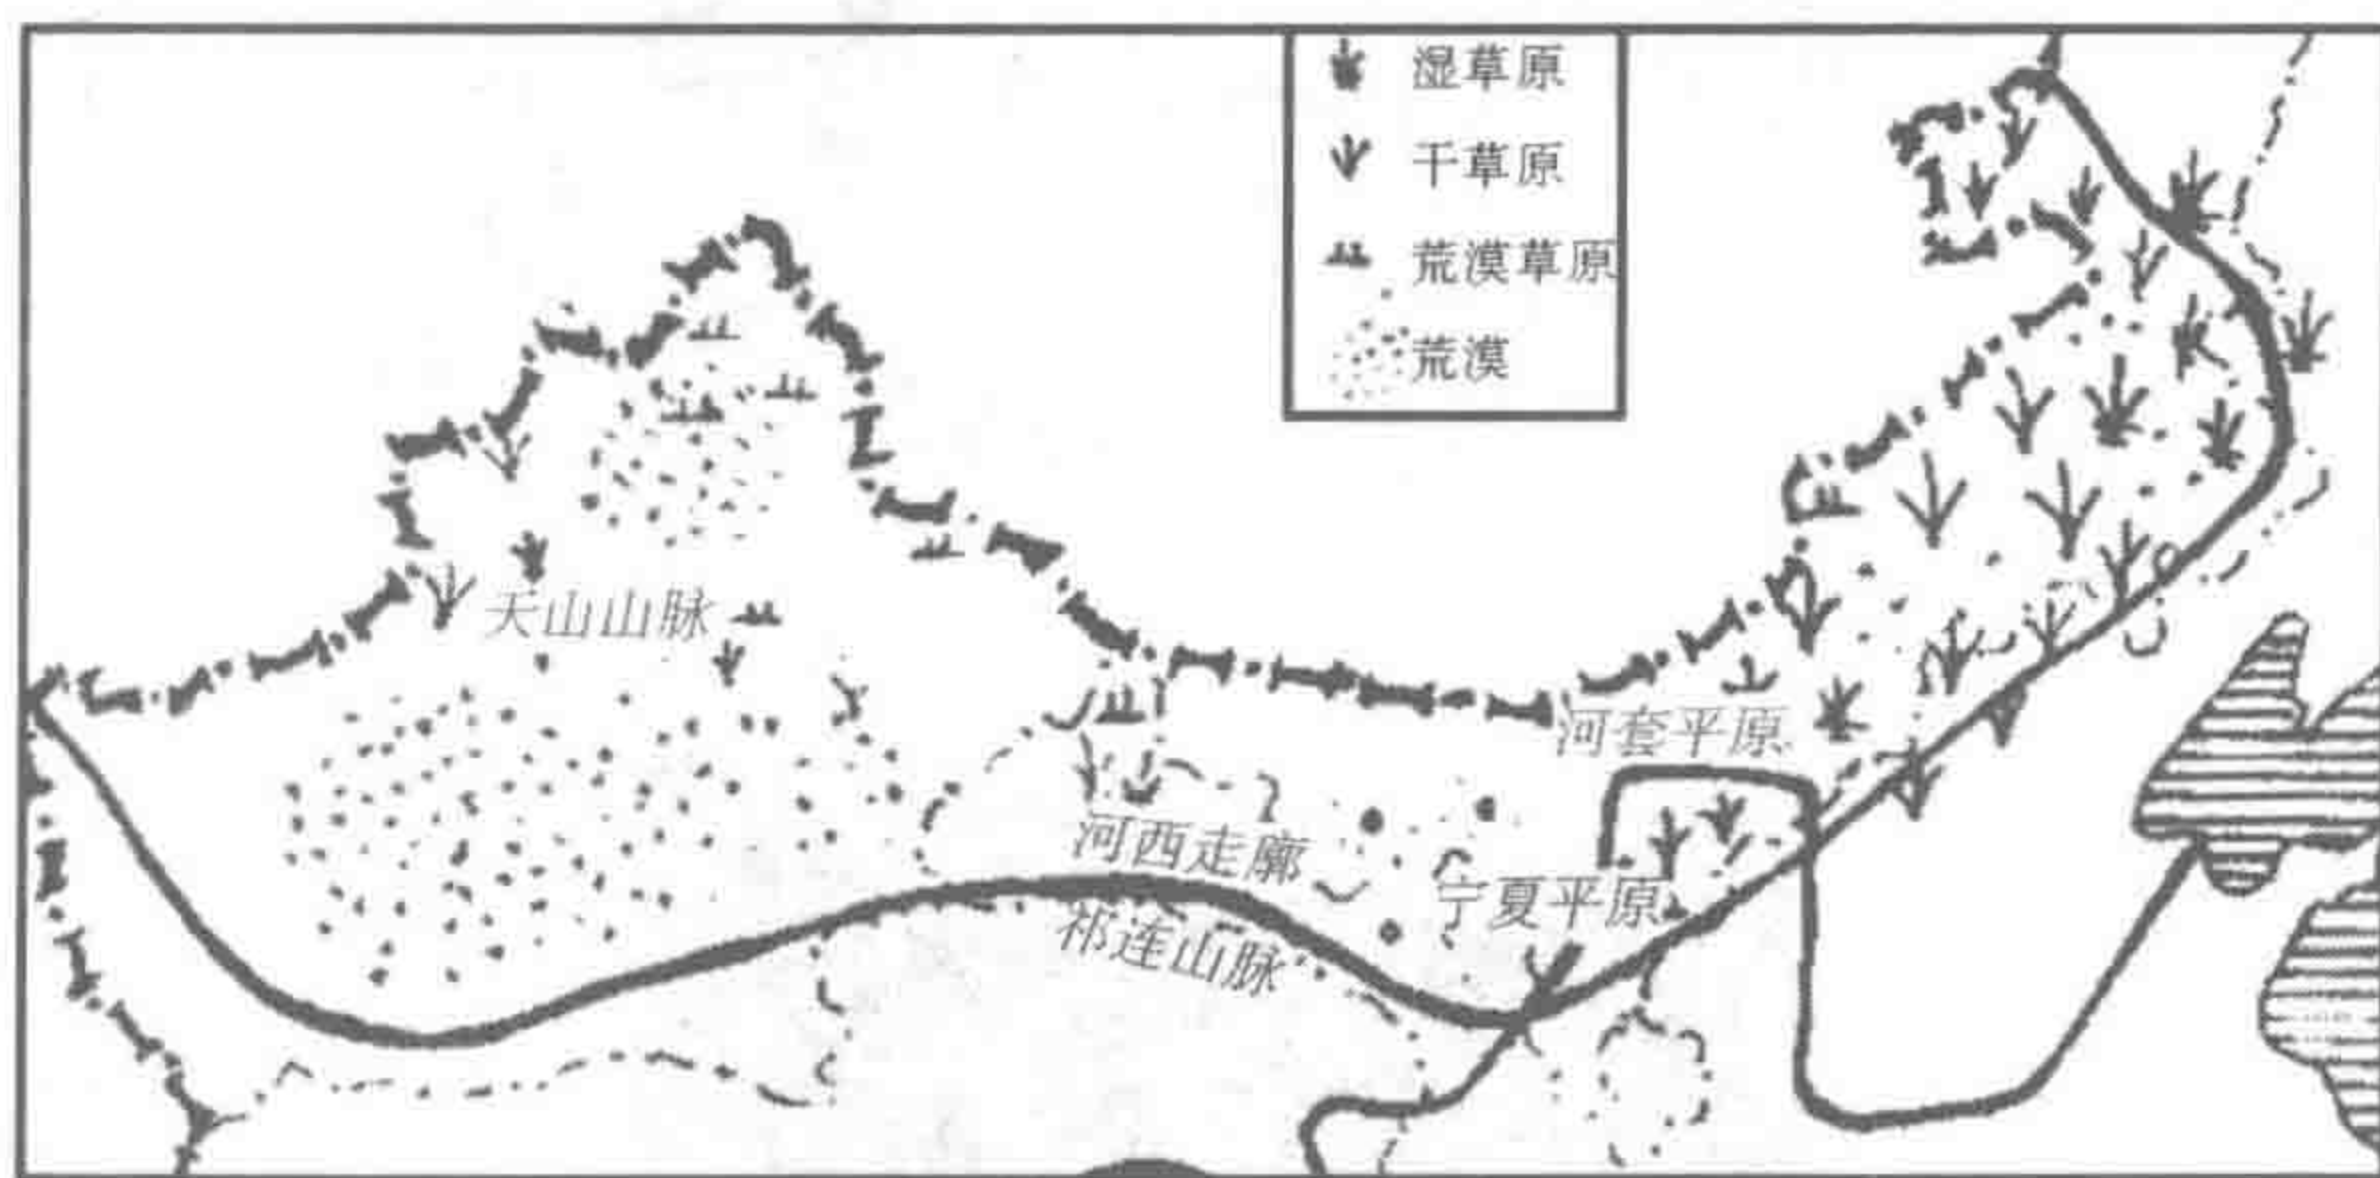 湿草原
干草原
荒漠草原
荒漠
天山山脉
河套平原
河西走廊
宁夏平原
祁连山脉